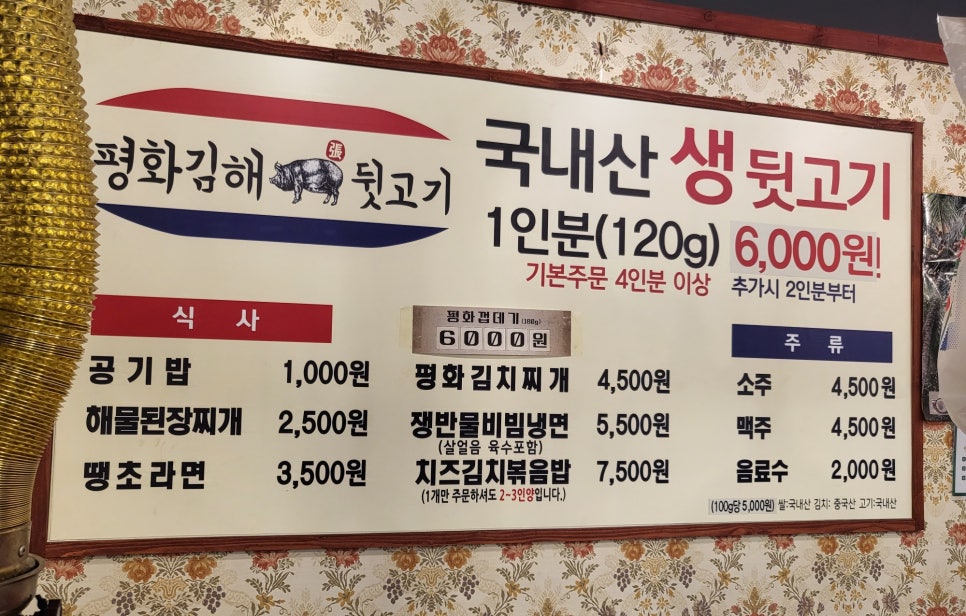 평화김해 張 뒷고기
국내산 생 뒷고기
1인분(120g) 6,000원!
기본주문 4인분 이상 추가시 2인분부터
식 사
공기밥 1,000원
해물된장찌개 2,500원
땡초라면 3,500원
평화껍데기 (180g)
6000원
평화김치찌개 4,500원
쟁반물비빔냉면 5,500원
(살얼음 육수포함)
치즈김치볶음밥 7,500원
(1개만 주문하셔도 2~3인양입니다.)
주 류
소주 4,500원
맥주 4,500원
음료수 2,000원
(100g당 5,000원) 쌀:국내산 김치: 중국산 고기:국내산